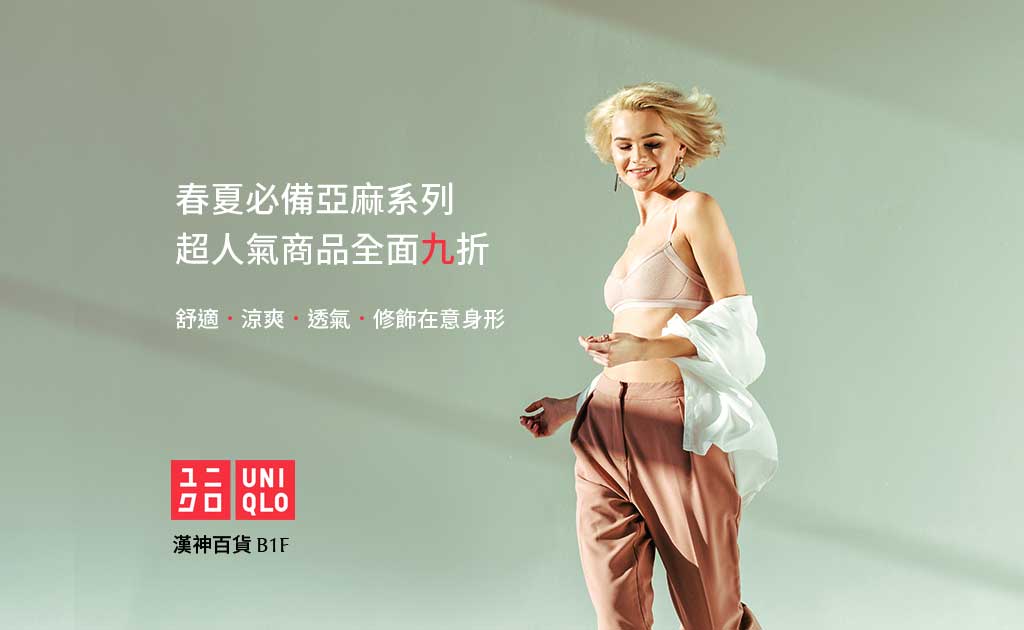 春夏必備亞麻系列
超人氣商品全面九折
舒適・涼爽・透氣・修飾在意身形
ユニ
クロ
UNI
QLO
漢神百貨 B1F